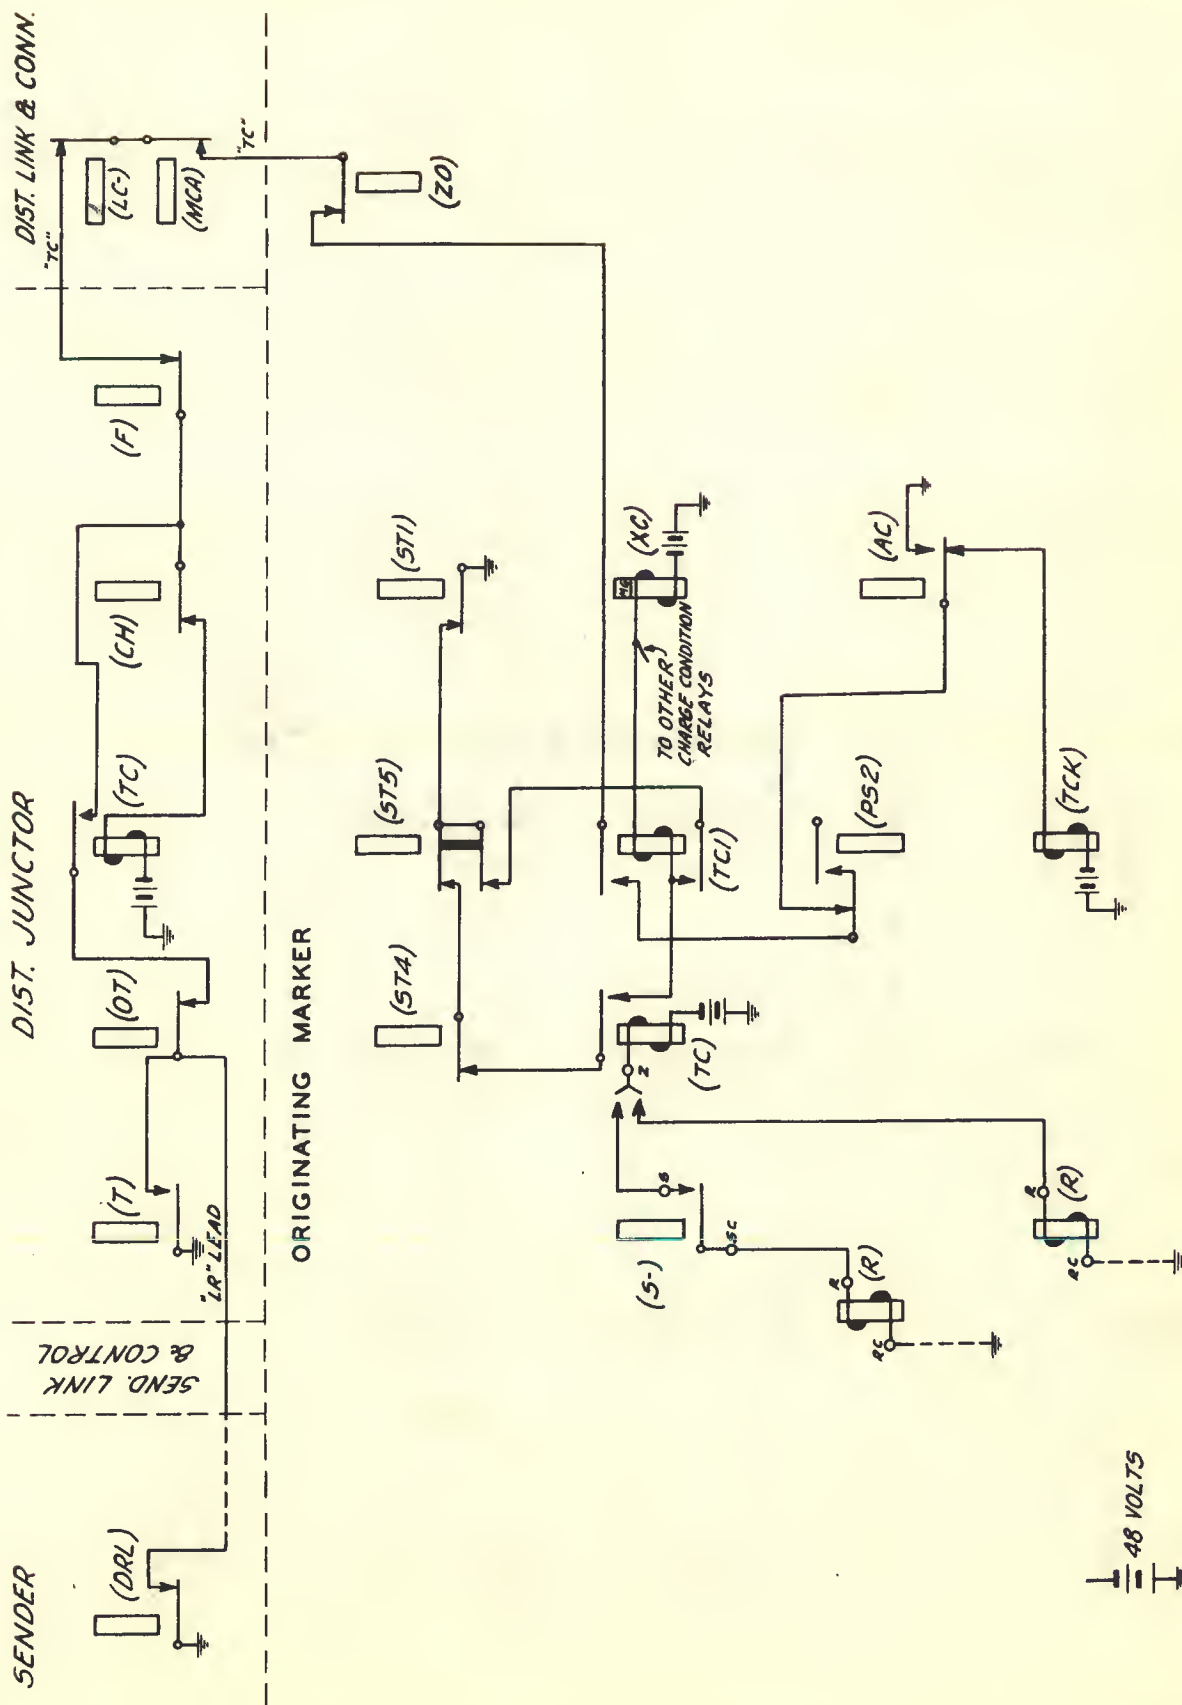 SENDER
SEND. LINK
& CONTROL
DIST. JUNCTOR
DIST. LINK & CONN.
(DRL)
"LR" LEAD
(T)
(OT)
(TC)
(CH)
(F)
"TC"
(LC-)
(MCA)
"TC"
(ZO)
ORIGINATING MARKER
(ST4)
(ST5)
(ST1)
(S-)
S
SC
R
(R)
RC
Z
(TC)
(TC1)
TO OTHER
CHARGE CONDITION
RELAYS
(XC)
(PS2)
(AC)
R
(R)
RC
(TCK)
48 VOLTS